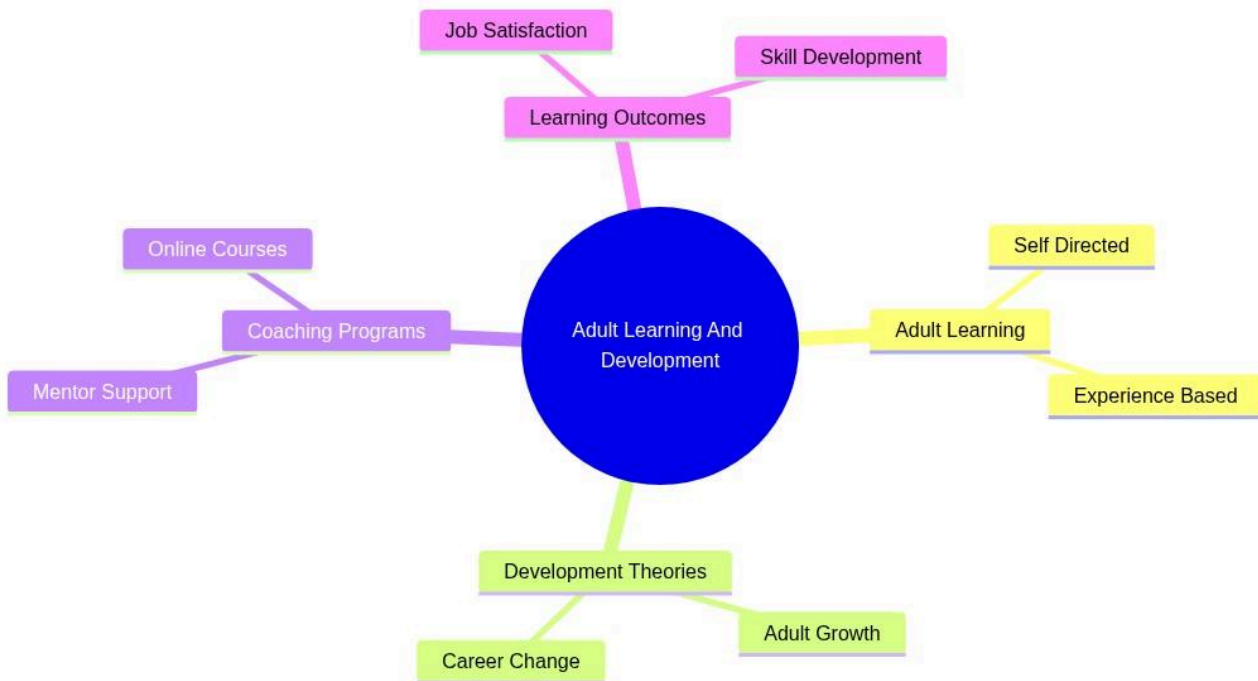 Job Satisfaction
Skill Development
Learning Outcomes
Online Courses
Self Directed
Coaching Programs
Adult Learning And
Development
Adult Learning
Mentor Support
Experience Based
Development Theories
Adult Growth
Career Change